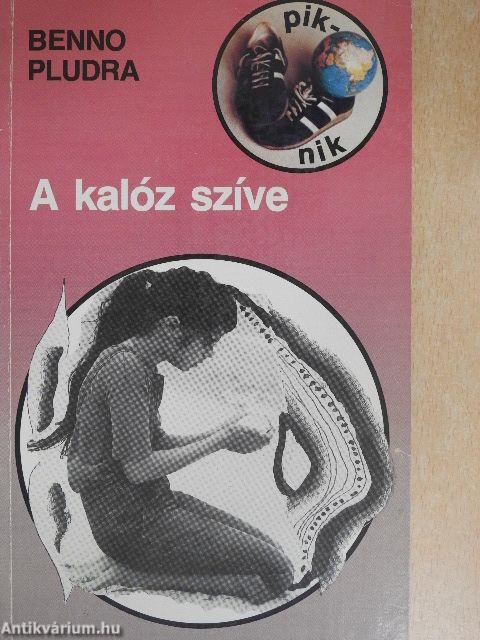 BENNO
PLUDRA
pik-
nik
A kalóz szíve
Antikvárium.hu